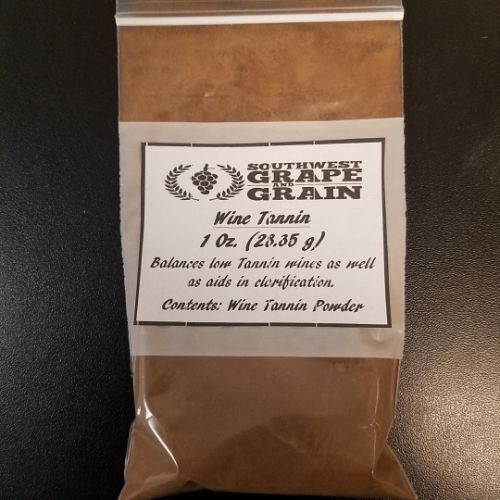 SOUTHWEST
GRAPE
AND
GRAIN
Wine Tannin
1 Oz. (28.35 g)
Balances low Tannin wines as well
as aids in clarification.
Contents: Wine Tannin Powder